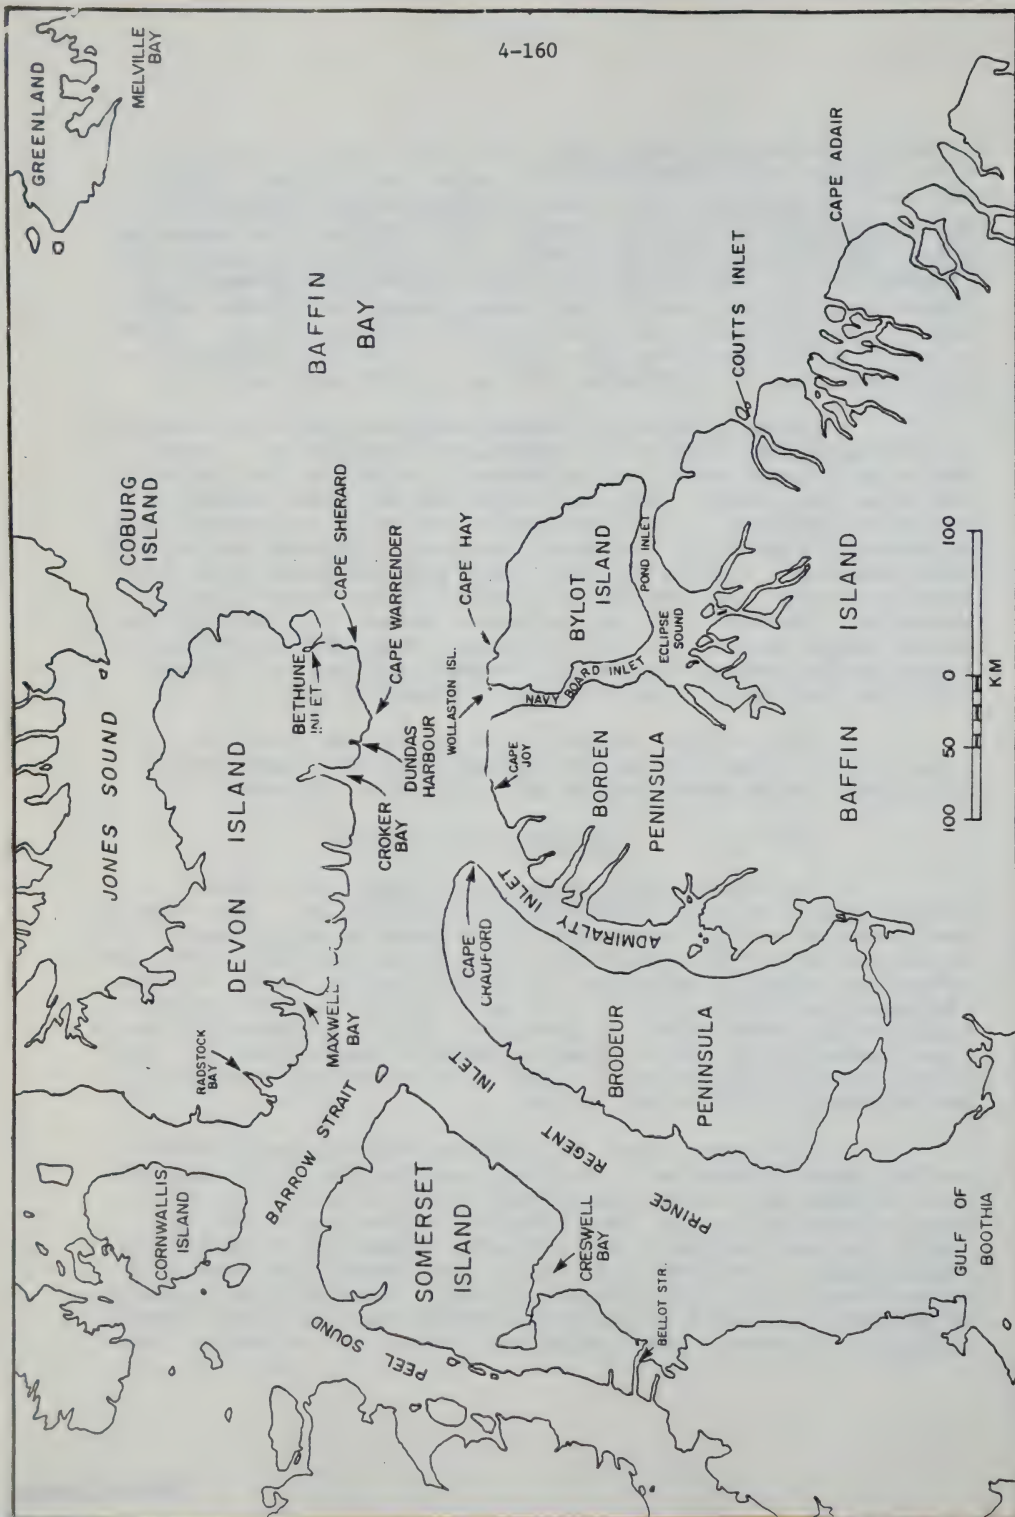 4-160
GREENLAND
MELVILLE
BAY
BAFFIN
BAY
COBURG
ISLAND
JONES SOUND
DEVON ISLAND
BETHUNE
INLET
CAPE SHERARD
CAPE WARRENDER
DUNDAS
HARBOUR
CROKER
BAY
MAXWELL
BAY
RADSTOCK
BAY
CORNWALLIS
ISLAND
BARROW STRAIT
SOMERSET
ISLAND
PEEL SOUND
CRESWELL
BAY
BELLOT STR.
PRINCE REGENT INLET
GULF OF
BOOTHIA
BRODEUR
PENINSULA
CAPE
CRAUFORD
ADMIRALTY INLET
CAPE
JOY
BORDEN
PENINSULA
WOLLASTON ISL.
CAPE HAY
NAVY BOARD INLET
BYLOT
ISLAND
POND INLET
ECLIPSE
SOUND
COUTTS INLET
CAPE ADAIR
BAFFIN ISLAND
100 50 0 100
KM